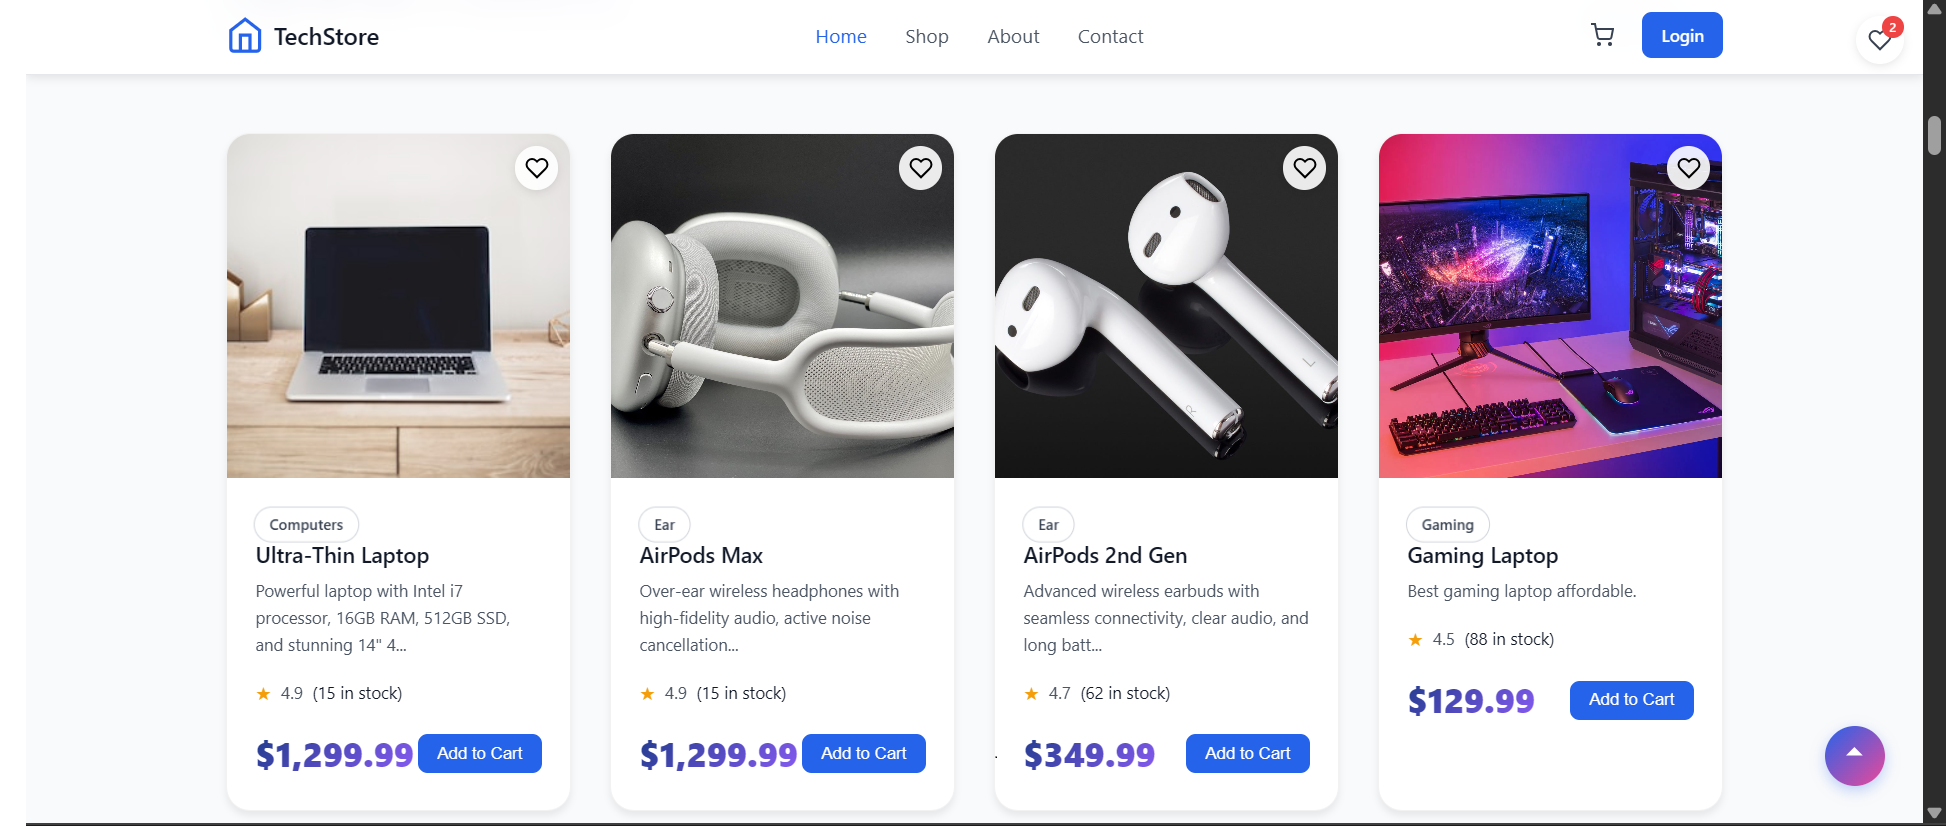 TechStore
Home
Shop
About
Contact
Login
2
Computers
Ultra-Thin Laptop
Powerful laptop with Intel i7
processor, 16GB RAM, 512GB SSD,
and stunning 14" 4...
★ 4.9 (15 in stock)
$1,299.99
Add to Cart
Ear
AirPods Max
Over-ear wireless headphones with
high-fidelity audio, active noise
cancellation...
★ 4.9 (15 in stock)
$1,299.99
Add to Cart
L
R
Ear
AirPods 2nd Gen
Advanced wireless earbuds with
seamless connectivity, clear audio, and
long batt...
★ 4.7 (62 in stock)
$349.99
Add to Cart
Gaming
Gaming Laptop
Best gaming laptop affordable.
★ 4.5 (88 in stock)
$129.99
Add to Cart